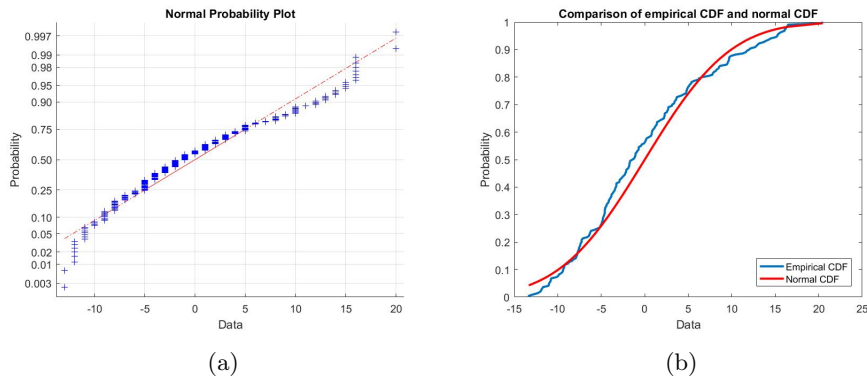 Normal Probability Plot
0.997
0.99
0.98
0.95
0.90
0.75
0.50
0.25
0.10
0.05
0.02
0.01
0.003
Probability
-10 -5 0 5 10 15 20
Data
(a)
Comparison of empirical CDF and normal CDF
1
0.9
0.8
0.7
0.6
0.5
0.4
0.3
0.2
0.1
0
Probability
Empirical CDF
Normal CDF
-15 -10 -5 0 5 10 15 20 25
Data
(b)